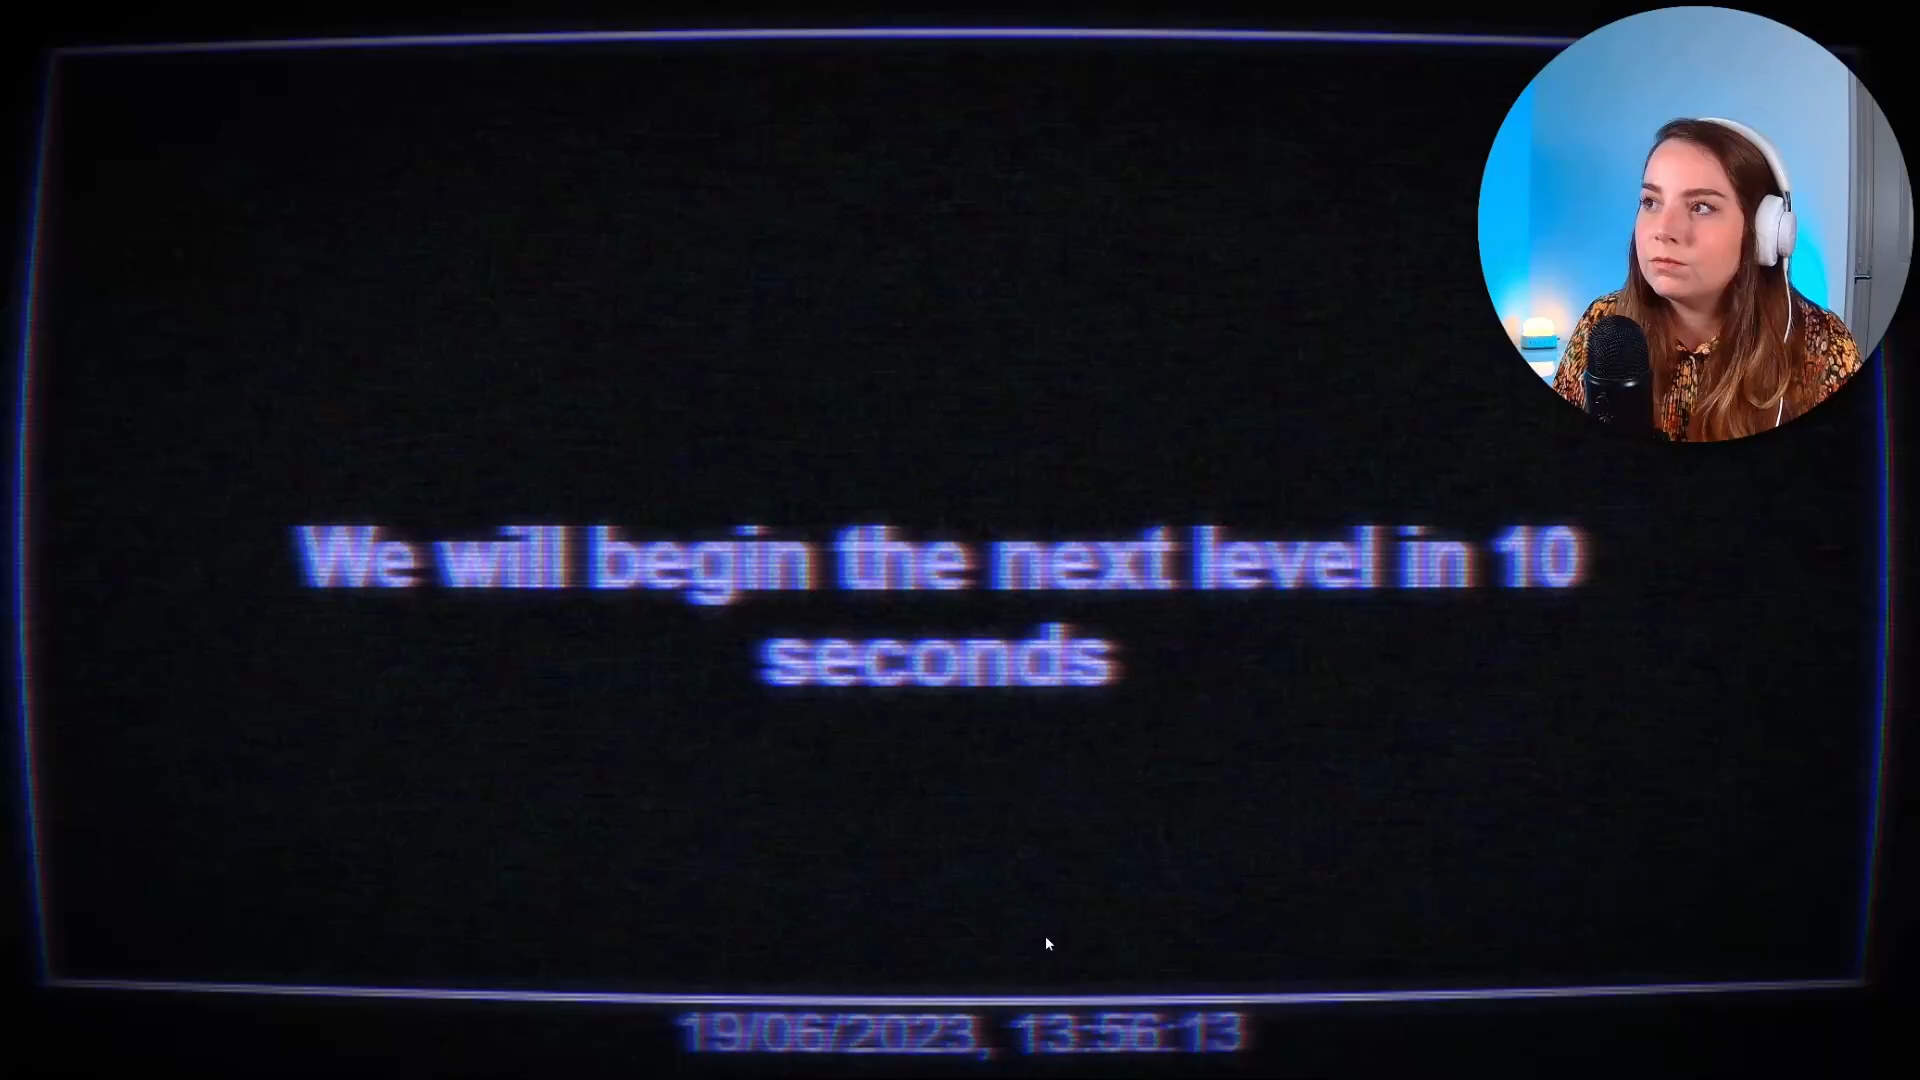 We will begin the next level in 10
seconds
19/06/2023, 13:56:13